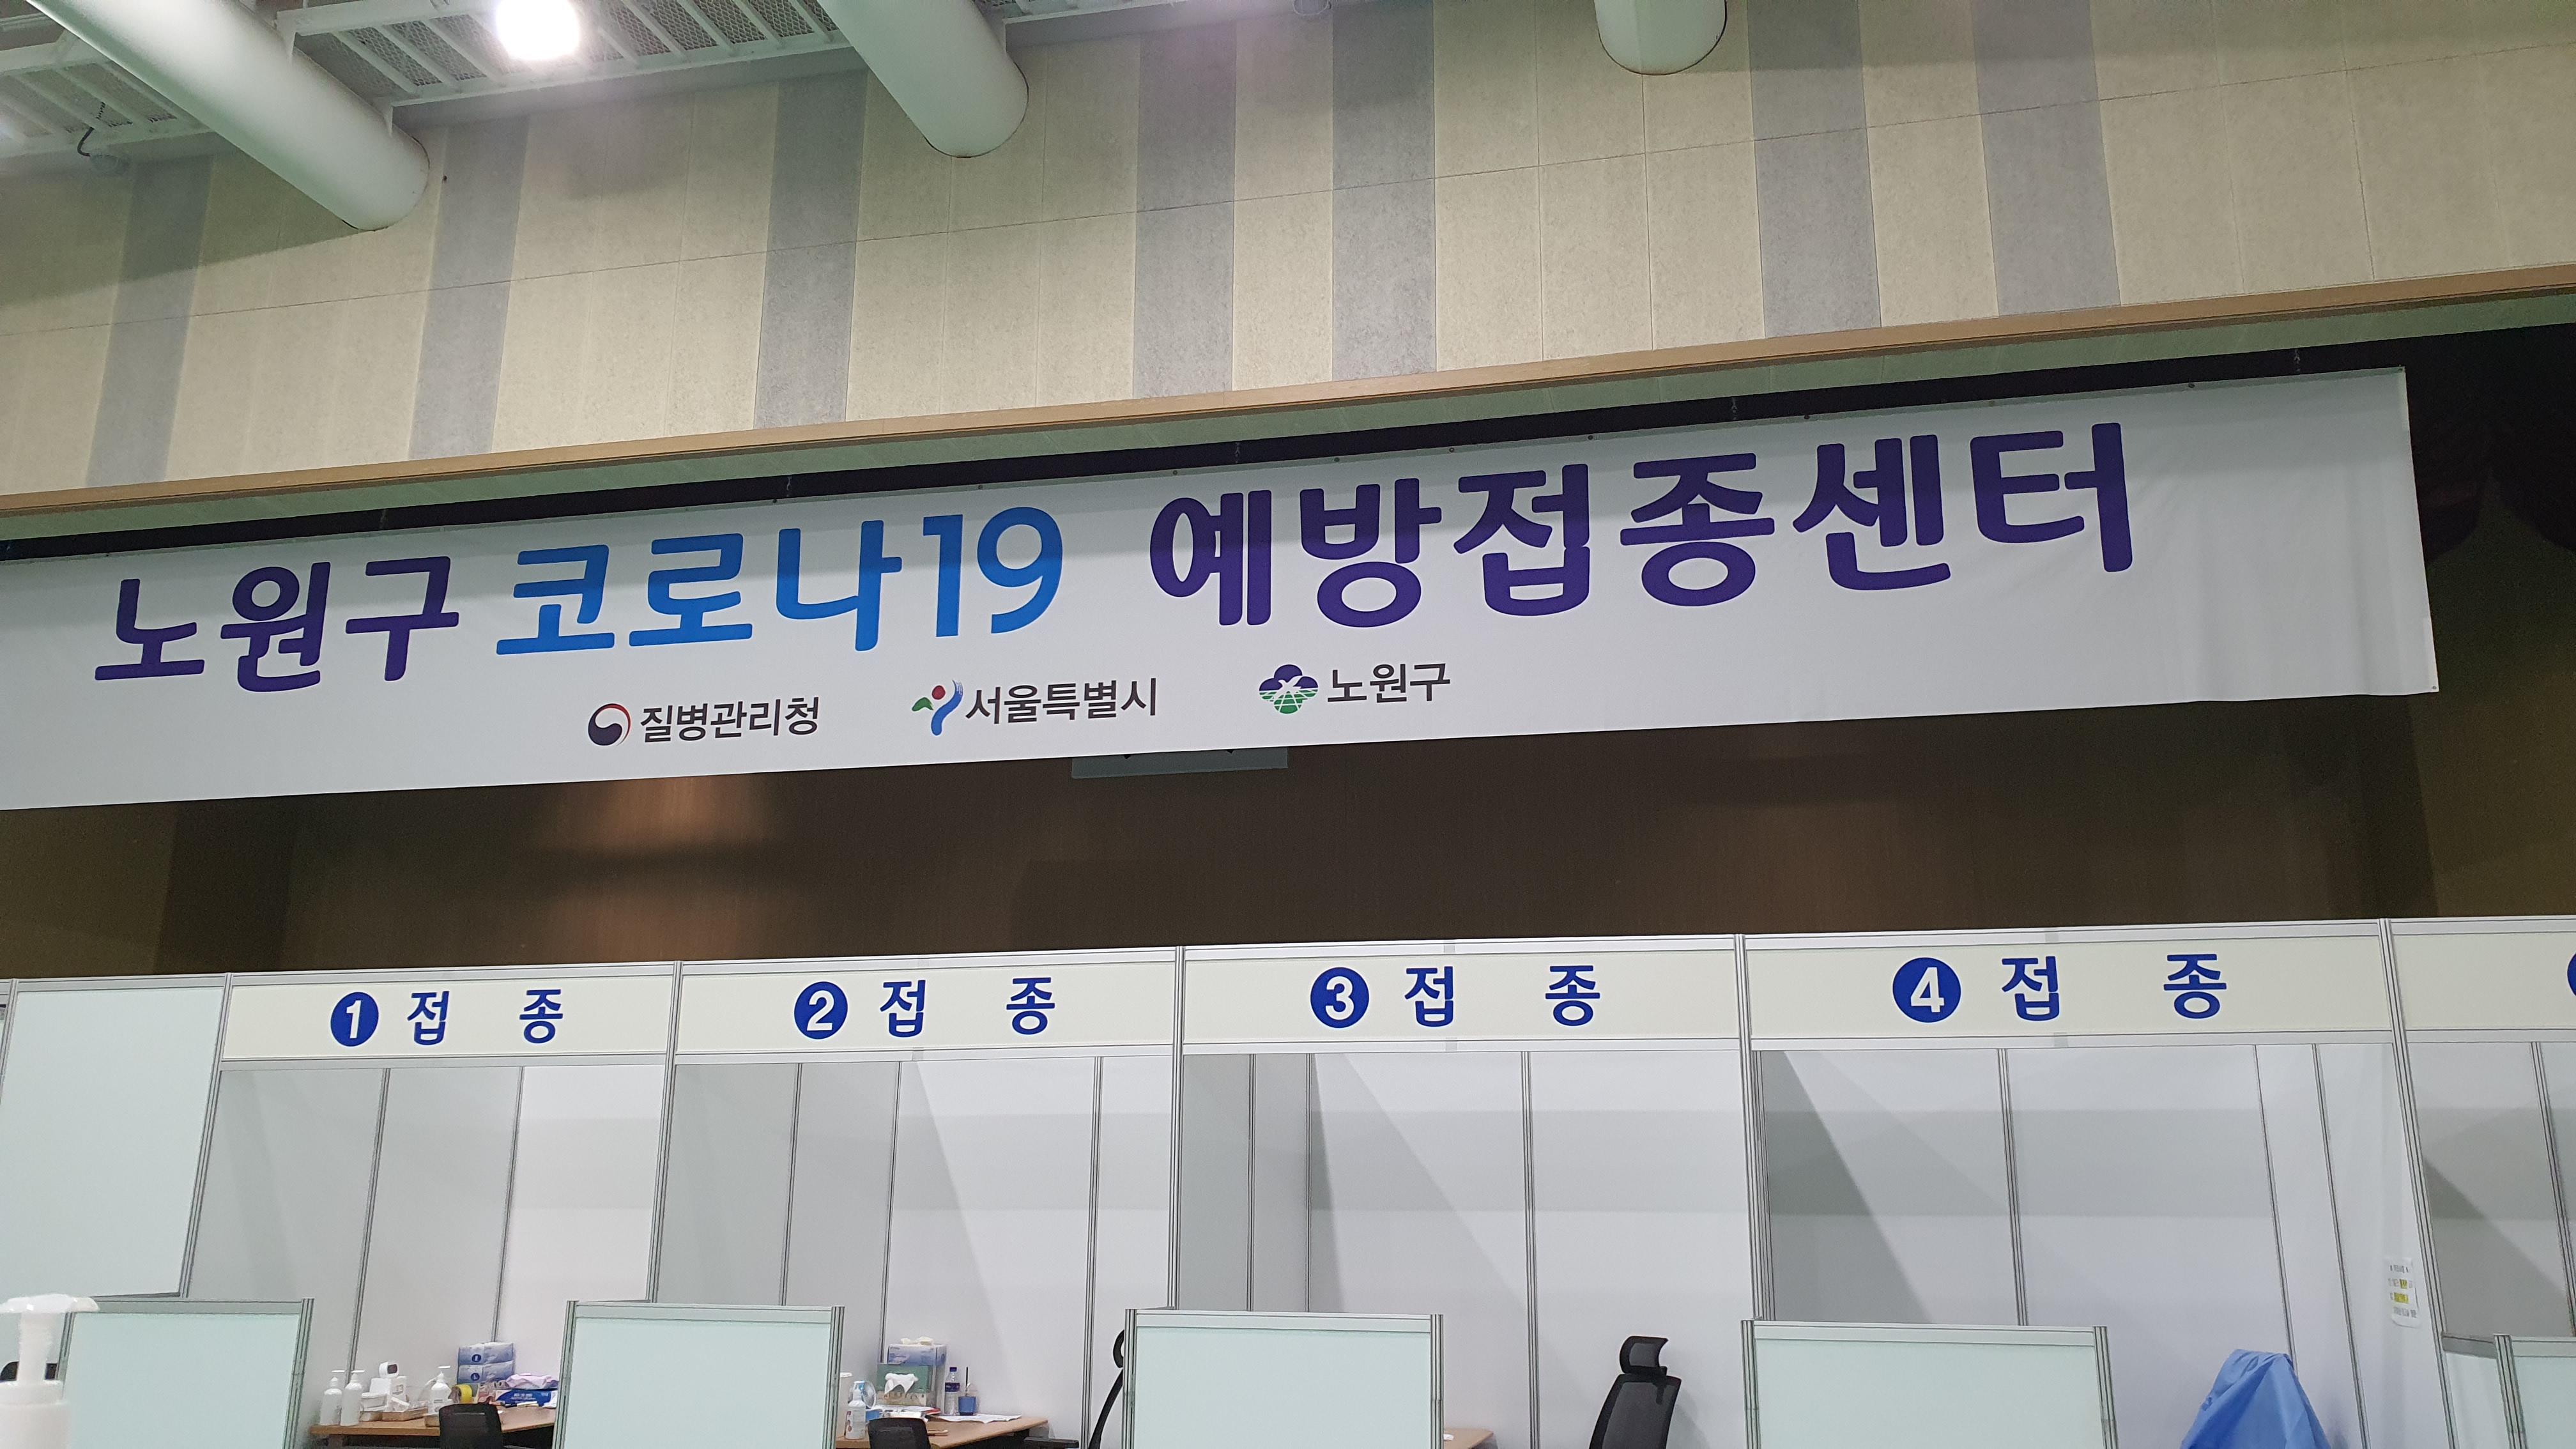 노원구 코로나19 예방접종센터
질병관리청 서울특별시 노원구
1 접 종 2 접 종 3 접 종 4 접 종